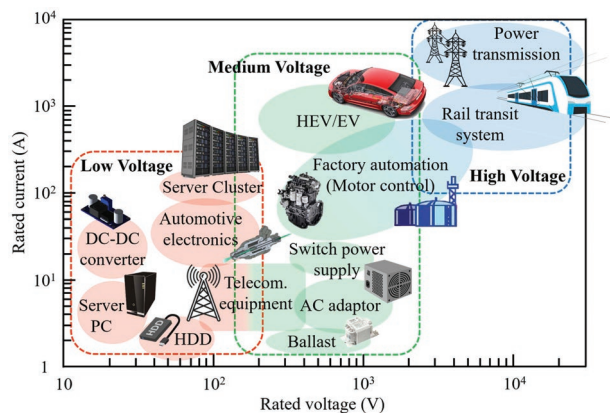 10⁴
Power
transmission
Medium Voltage
10³
HEV/EV
Rail transit
system
Low Voltage
Server Cluster
Factory automation
(Motor control)
High Voltage
10²
Automotive
electronics
DC-DC
converter
Switch power
supply
10¹
Telecom.
equipment
Server
PC
AC adaptor
HDD
HDD
Ballast
1
10
10²
10³
10⁴
Rated current (A)
Rated voltage (V)